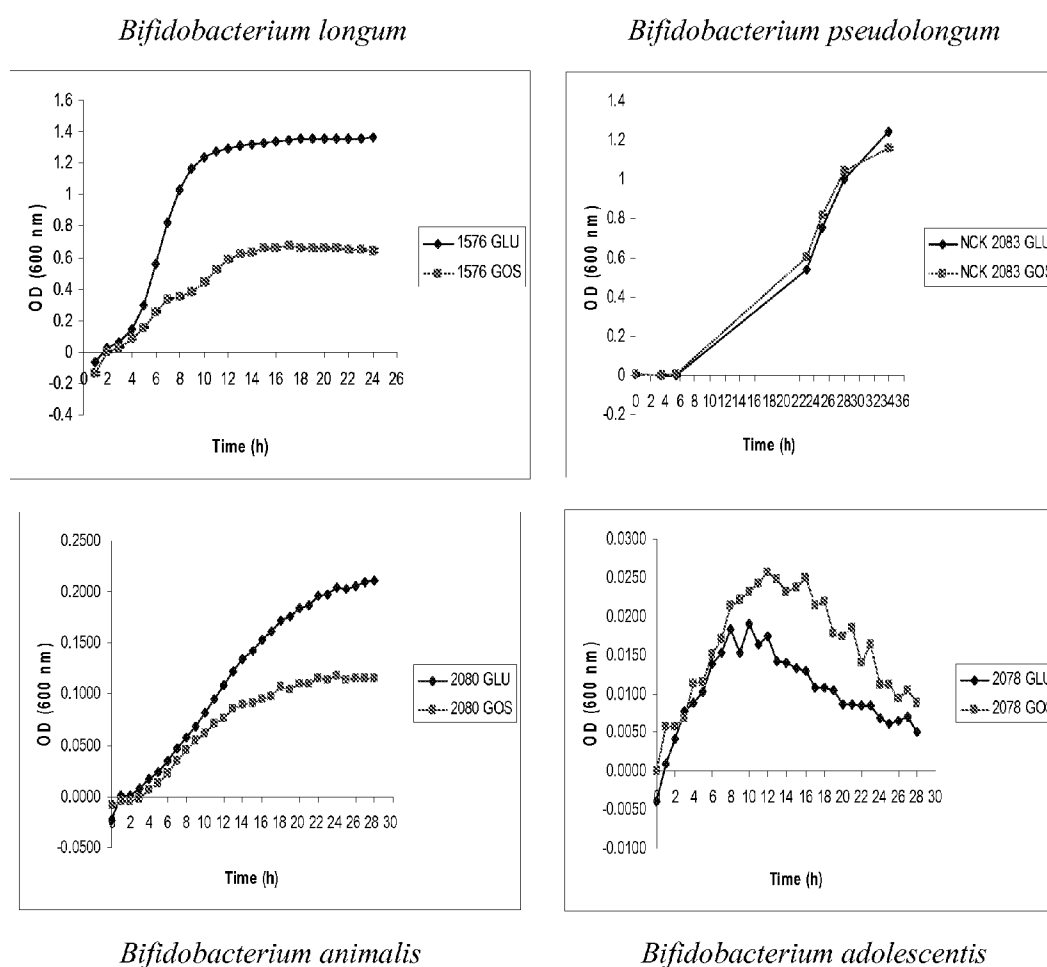 Bifidobacterium longum
Bifidobacterium pseudolongum
1.6
1.4
1.2
1
0.8
0.6
0.4
0.2
0
-0.2
-0.4
OD (600 nm)
0 2 4 6 8 10 12 14 16 18 20 22 24 26
Time (h)
1576 GLU
1576 GOS
1.4
1.2
1
0.8
0.6
0.4
0.2
0
-0.2
OD (600 nm)
0 2 4 6 8 10 12 14 16 18 20 22 24 26 28 30 32 34 36
Time (h)
NCK 2083 GLU
NCK 2083 GOS
0.2500
0.2000
0.1500
0.1000
0.0500
0.0000
-0.0500
OD (600 nm)
2 4 6 8 10 12 14 16 18 20 22 24 26 28 30
Time (h)
2080 GLU
2080 GOS
0.0300
0.0250
0.0200
0.0150
0.0100
0.0050
0.0000
-0.0050
-0.0100
OD (600 nm)
2 4 6 8 10 12 14 16 18 20 22 24 26 28 30
Time (h)
2078 GLU
2078 GOS
Bifidobacterium animalis
Bifidobacterium adolescentis